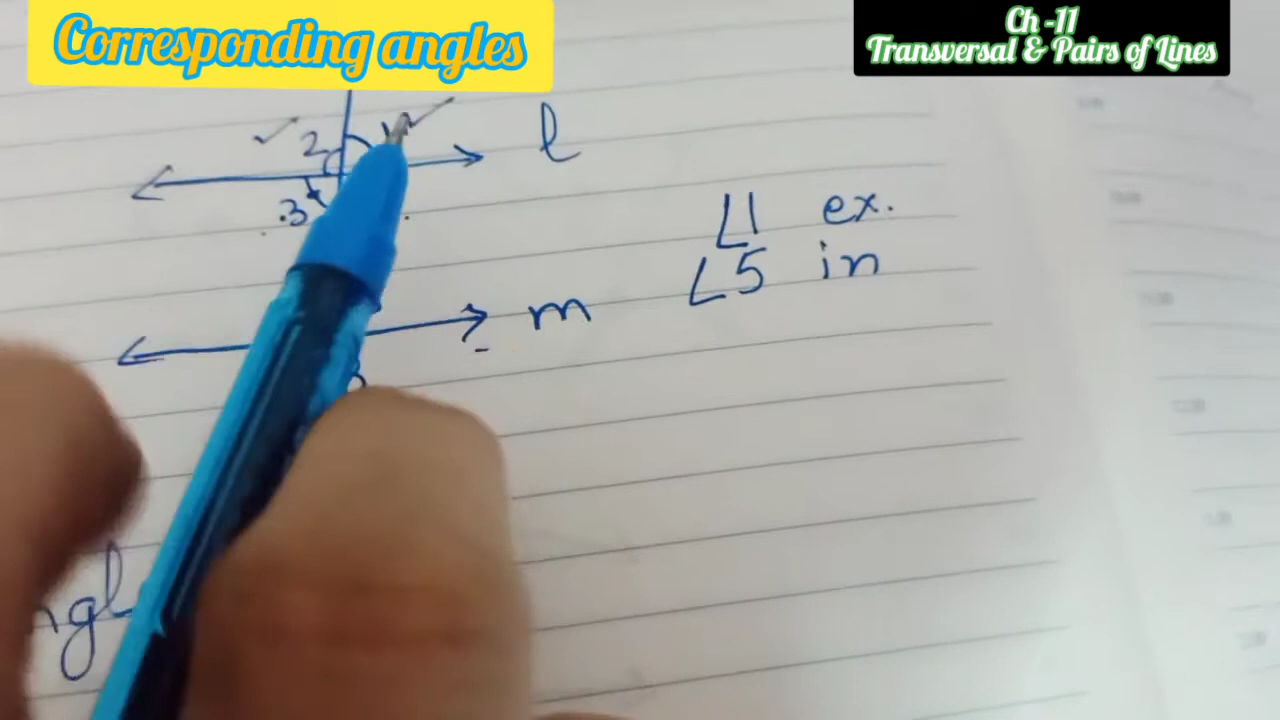 Corresponding angles
Ch -11
Transversal & Pairs of Lines
2
l
.3
∠1 ex.
∠5 in
m
ngl